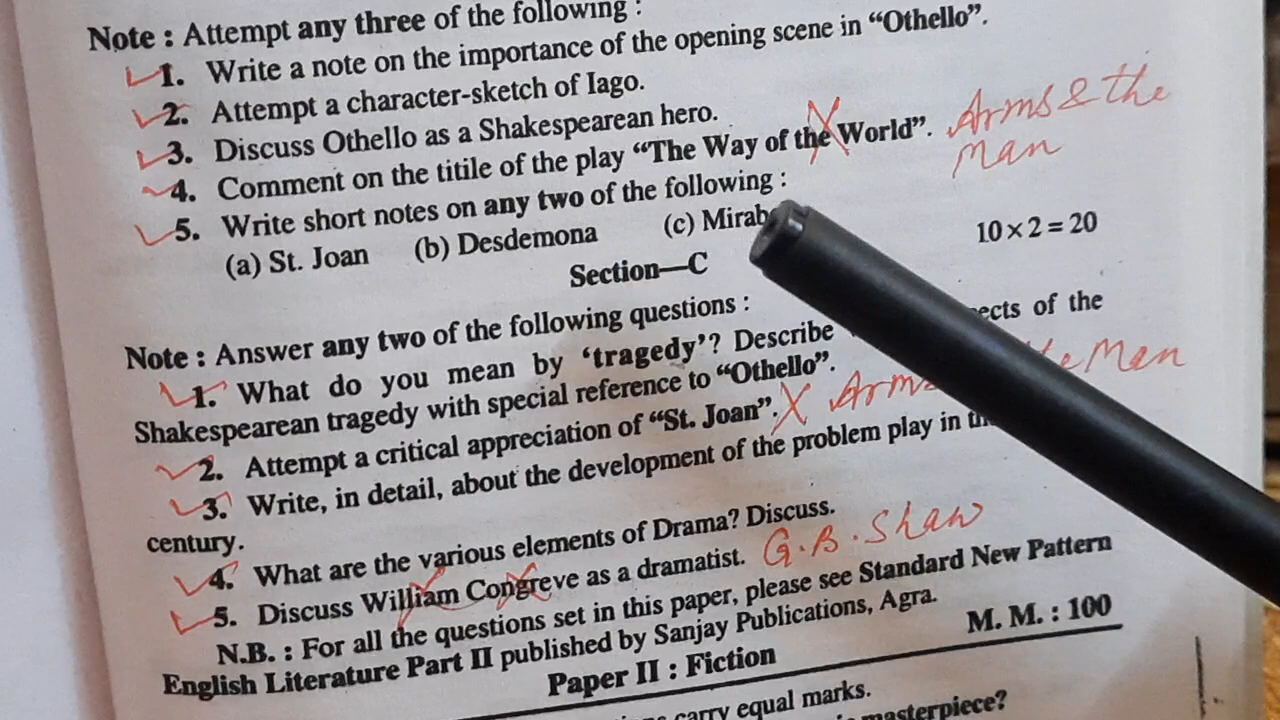 Note : Attempt any three of the following :
1. Write a note on the importance of the opening scene in “Othello”.
2. Attempt a character-sketch of Iago.
3. Discuss Othello as a Shakespearean hero.
4. Comment on the titile of the play “The Way of the World”. Arms & the
Man
5. Write short notes on any two of the following :
(a) St. Joan (b) Desdemona (c) Mirab
10 × 2 = 20
Section—C
Note : Answer any two of the following questions :
1. What do you mean by ‘tragedy’? Describe of the
Shakespearean tragedy with special reference to “Othello”.
2. Attempt a critical appreciation of “St. Joan”. X Arms Man
3. Write, in detail, about the development of the problem play in
century.
4. What are the various elements of Drama? Discuss.
5. Discuss William Congreve as a dramatist. G.B.Shaw
N.B. : For all the questions set in this paper, please see Standard New Pattern
English Literature Part II published by Sanjay Publications, Agra.
Paper II : Fiction M. M. : 100
carry equal marks.
masterpiece?